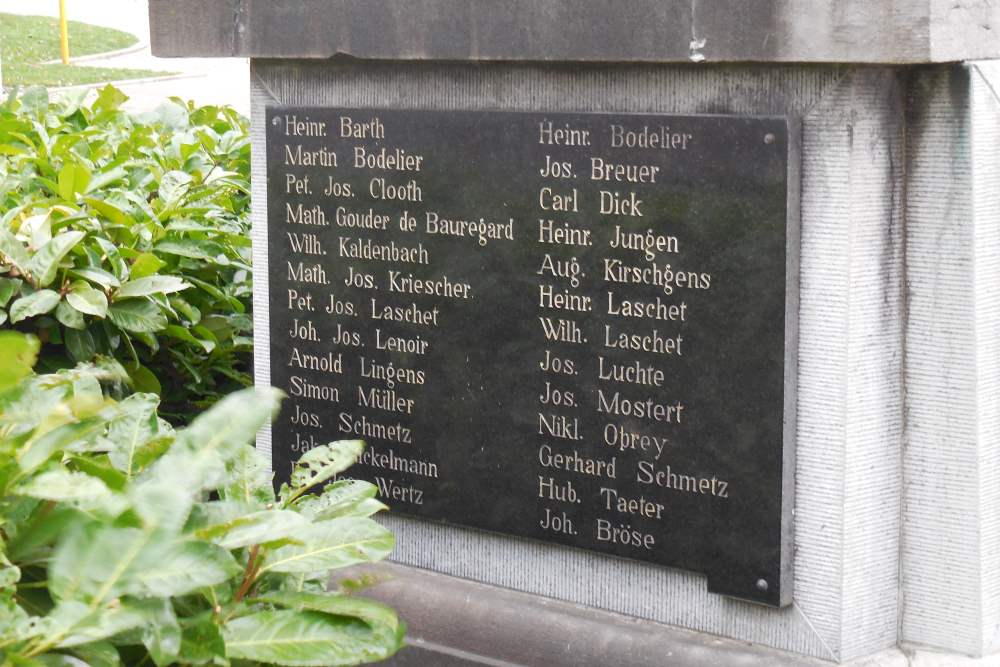 Heinr. Barth
Martin Bodelier
Pet. Jos. Clooth
Math. Gouder de Bauregard
Wilh. Kaldenbach
Math. Jos. Kriescher
Pet. Jos. Laschet
Joh. Jos. Lenoir
Arnold Lingens
Simon Müller
Jos. Schmetz
Wertz
Heinr. Bodelier
Jos. Breuer
Carl Dick
Heinr. Jungen
Aug. Kirschgens
Heinr. Laschet
Wilh. Laschet
Jos. Luchte
Jos. Mostert
Nikl. Ophrey
Gerhard Schmetz
Hub. Taeter
Joh. Bröse